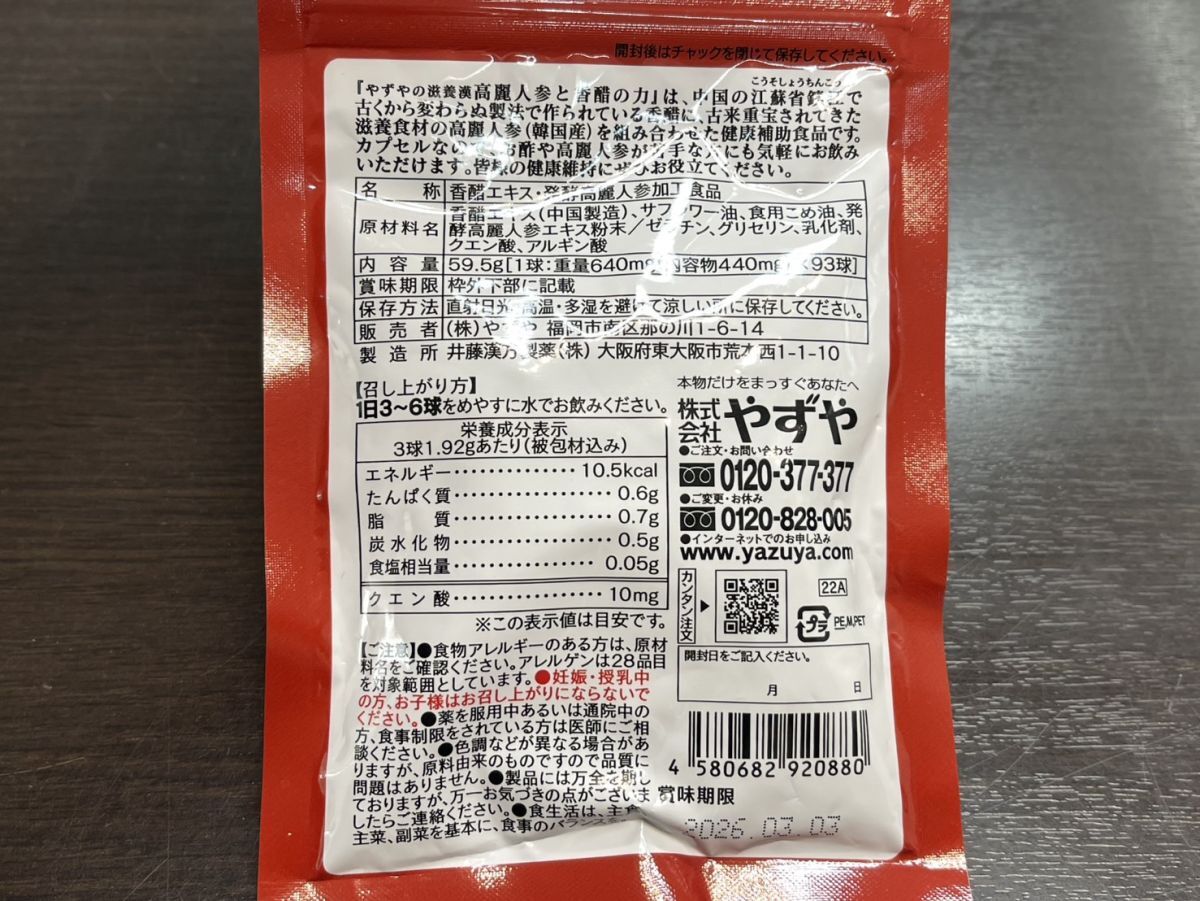 開封後はチャックを閉じて保存してください。
こうそしょうちんこう
『やずやの滋養漢高麗人参と香醋の力』は、中国の江蘇省鎮江で
古くから変わらぬ製法で作られている香醋に、古来重宝されてきた
滋養食材の高麗人参(韓国産)を組み合わせた健康補助食品です。
カプセルなので、お酢や高麗人参が苦手な方にも気軽にお飲み
いただけます。皆様の健康維持にぜひお役立てください。
名 称 香醋エキス・発酵高麗人参加工食品
原材料名 香醋エキス(中国製造)、サフラワー油、食用こめ油、発
酵高麗人参エキス粉末/ゼラチン、グリセリン、乳化剤、
クエン酸、アルギン酸
内容量 59.5g[1球:重量640mg(内容物440mg)×93球]
賞味期限 枠外下部に記載
保存方法 直射日光・高温・多湿を避けて涼しい所に保存してください。
販売者 (株)やずや 福岡市南区那の川1-6-14
製造所 井藤漢方製薬(株) 大阪府東大阪市荒本西1-1-10
【召し上がり方】
1日3〜6球をめやすに水でお飲みください。
栄養成分表示
3球1.92gあたり(被包材込み)
エネルギー 10.5kcal
たんぱく質 0.6g
脂質 0.7g
炭水化物 0.5g
食塩相当量 0.05g
クエン酸 10mg
※この表示値は目安です。
本物だけをまっすぐあなたへ
株式会社 やずや
●ご注文・お問い合わせ
0120-377-377
●ご変更・お休み
0120-828-005
●インターネットでのお申し込み
www.yazuya.com
カンタン注文
22A
プラ PE,M,PET
開封日をご記入ください。
月 日
【ご注意】●食物アレルギーのある方は、原材
料名をご確認ください。アレルゲンは28品目
を対象範囲としています。●妊娠・授乳中
の方、お子様はお召し上がりにならないで
ください。●薬を服用中あるいは通院中の
方、食事制限をされている方は医師にご相
談ください。●色調などが異なる場合があ
りますが、原料由来のものですので品質に
問題はありません。●製品には万全を期し
ておりますが、万一お気づきの点がございま
したらご連絡ください。●食生活は、主食、
主菜、副菜を基本に、食事のバランスを
4 580682 920880
賞味期限
2026.03.03